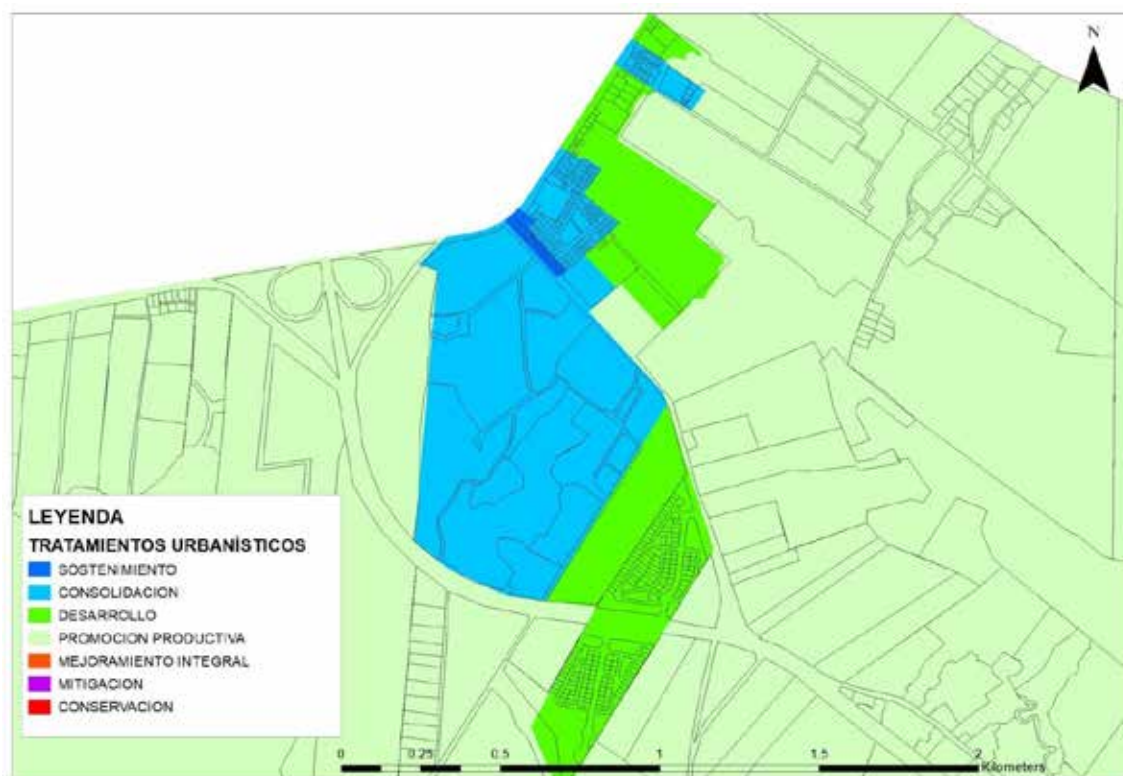 N
LEYENDA
TRATAMIENTOS URBANÍSTICOS
SOSTENIMIENTO
CONSOLIDACION
DESARROLLO
PROMOCION PRODUCTIVA
MEJORAMIENTO INTEGRAL
MITIGACION
CONSERVACION
0 0.25 0.5 1 1.5 2
Kilometers